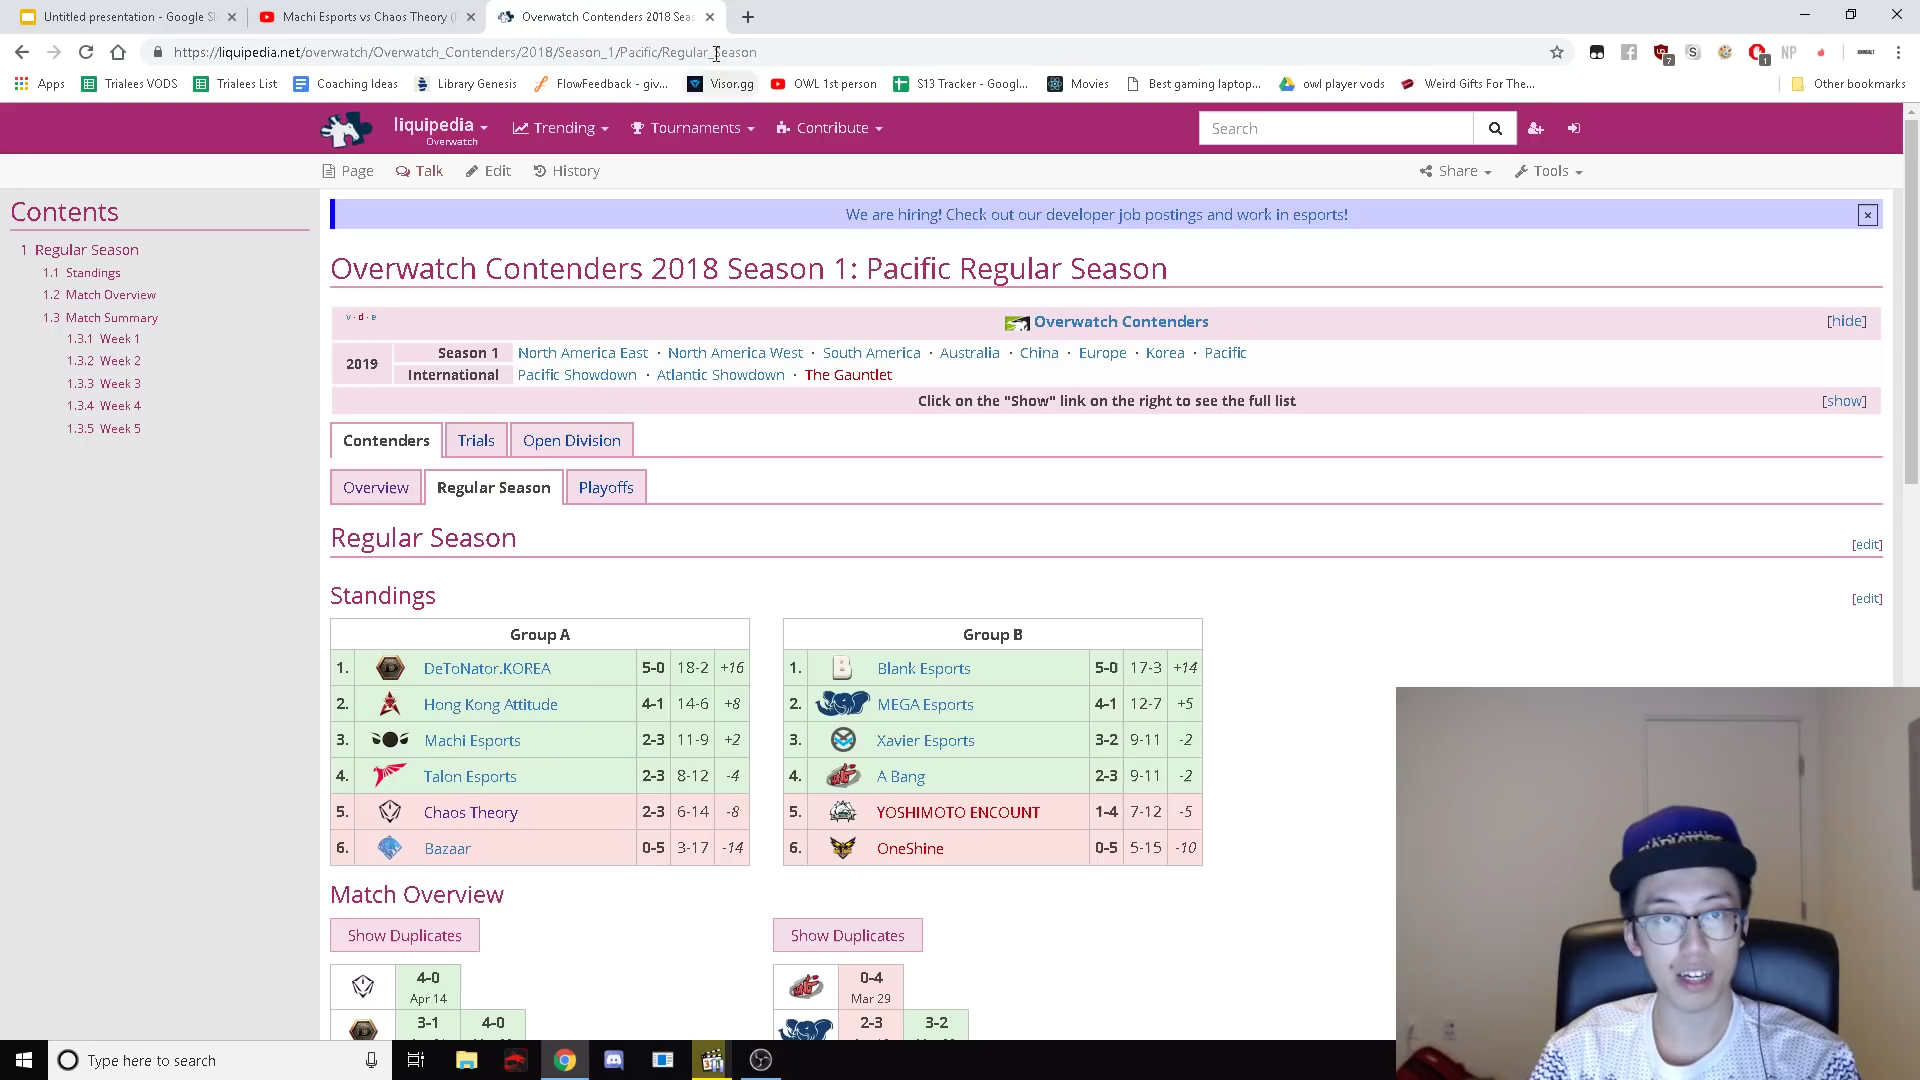 Untitled presentation - Google Sl
Machi Esports vs Chaos Theory (
Overwatch Contenders 2018 Seas
https://liquipedia.net/overwatch/Overwatch_Contenders/2018/Season_1/Pacific/Regular_Season
7
S
1
NP
Apps
Trialees VODS
Trialees List
Coaching Ideas
Library Genesis
FlowFeedback - giv...
Visor.gg
OWL 1st person
S13 Tracker - Googl...
Movies
Best gaming laptop...
owl player vods
Weird Gifts For The...
Other bookmarks
liquipedia
Overwatch
Trending
Tournaments
Contribute
Search
Page
Talk
Edit
History
Share
Tools
Contents
1 Regular Season
1.1 Standings
1.2 Match Overview
1.3 Match Summary
1.3.1 Week 1
1.3.2 Week 2
1.3.3 Week 3
1.3.4 Week 4
1.3.5 Week 5
We are hiring! Check out our developer job postings and work in esports!
Overwatch Contenders 2018 Season 1: Pacific Regular Season
v · d · e
Overwatch Contenders
[hide]
2019
Season 1
North America East · North America West · South America · Australia · China · Europe · Korea · Pacific
International
Pacific Showdown · Atlantic Showdown · The Gauntlet
Click on the "Show" link on the right to see the full list
[show]
Contenders
Trials
Open Division
Overview
Regular Season
Playoffs
Regular Season
[edit]
Standings
[edit]
Group A
1. DeToNator.KOREA 5-0 18-2 +16
2. Hong Kong Attitude 4-1 14-6 +8
3. Machi Esports 2-3 11-9 +2
4. Talon Esports 2-3 8-12 -4
5. Chaos Theory 2-3 6-14 -8
6. Bazaar 0-5 3-17 -14
Group B
1. Blank Esports 5-0 17-3 +14
2. MEGA Esports 4-1 12-7 +5
3. Xavier Esports 3-2 9-11 -2
4. A Bang 2-3 9-11 -2
5. YOSHIMOTO ENCOUNT 1-4 7-12 -5
6. OneShine 0-5 5-15 -10
Match Overview
Show Duplicates
4-0
Apr 14
3-1 4-0
Show Duplicates
0-4
Mar 29
2-3 3-2
Type here to search